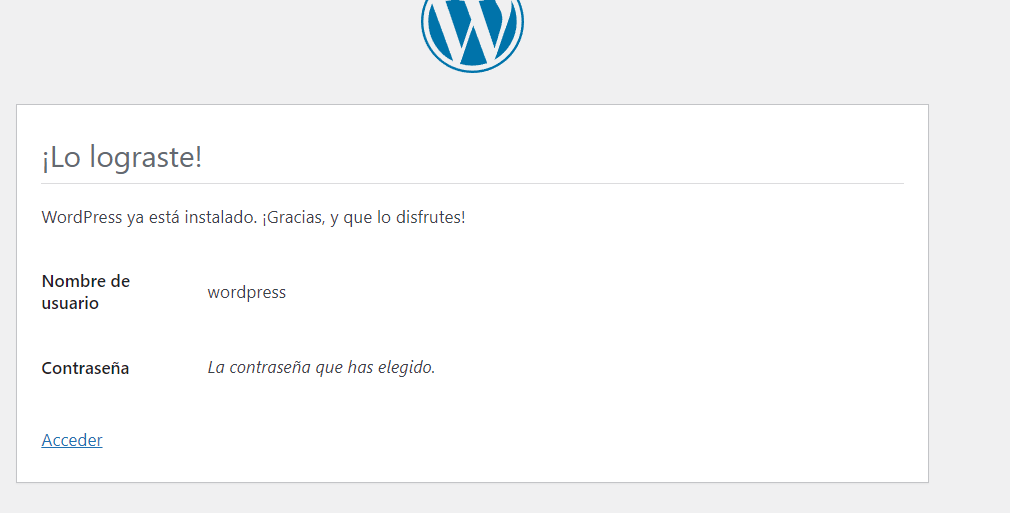 ¡Lo lograste!
WordPress ya está instalado. ¡Gracias, y que lo disfrutes!
Nombre de
usuario
wordpress
Contraseña
La contraseña que has elegido.
Acceder